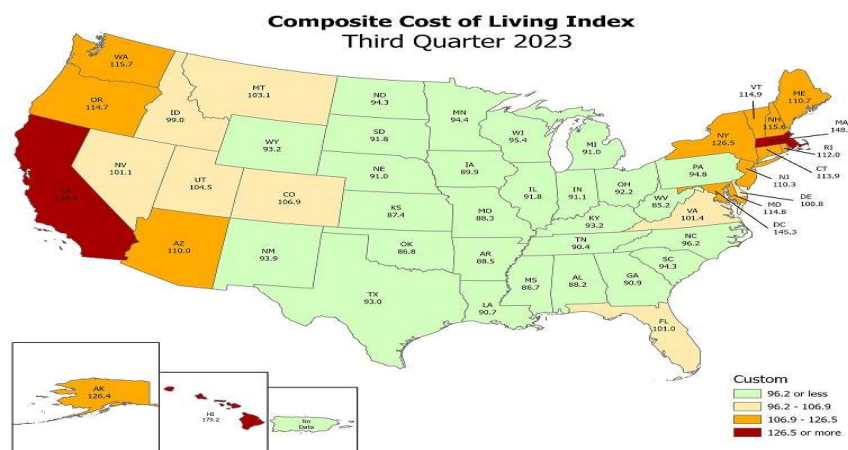 Composite Cost of Living Index
Third Quarter 2023
WA
115.7
OR
114.7
ID
99.0
MT
103.1
ND
94.3
MN
94.4
SD
91.8
WY
93.2
NV
101.1
UT
104.5
CO
106.9
NE
91.0
IA
89.9
WI
95.4
MI
91.0
IL
91.8
IN
91.1
OH
92.2
PA
94.8
NY
126.5
VT
114.9
NH
115.6
ME
110.7
MA
148.
RI
112.0
CT
113.9
NJ
110.3
DE
100.8
MD
114.8
DC
145.3
WV
85.2
VA
101.4
KY
93.2
KS
87.4
MO
88.3
AZ
110.0
NM
93.9
OK
86.8
AR
88.5
TN
90.4
NC
96.2
SC
94.3
TX
93.0
LA
90.7
MS
86.7
AL
88.2
GA
90.9
FL
101.0
AK
126.4
HI
179.2
No
Data
Custom
96.2 or less
96.2 - 106.9
106.9 - 126.5
126.5 or more